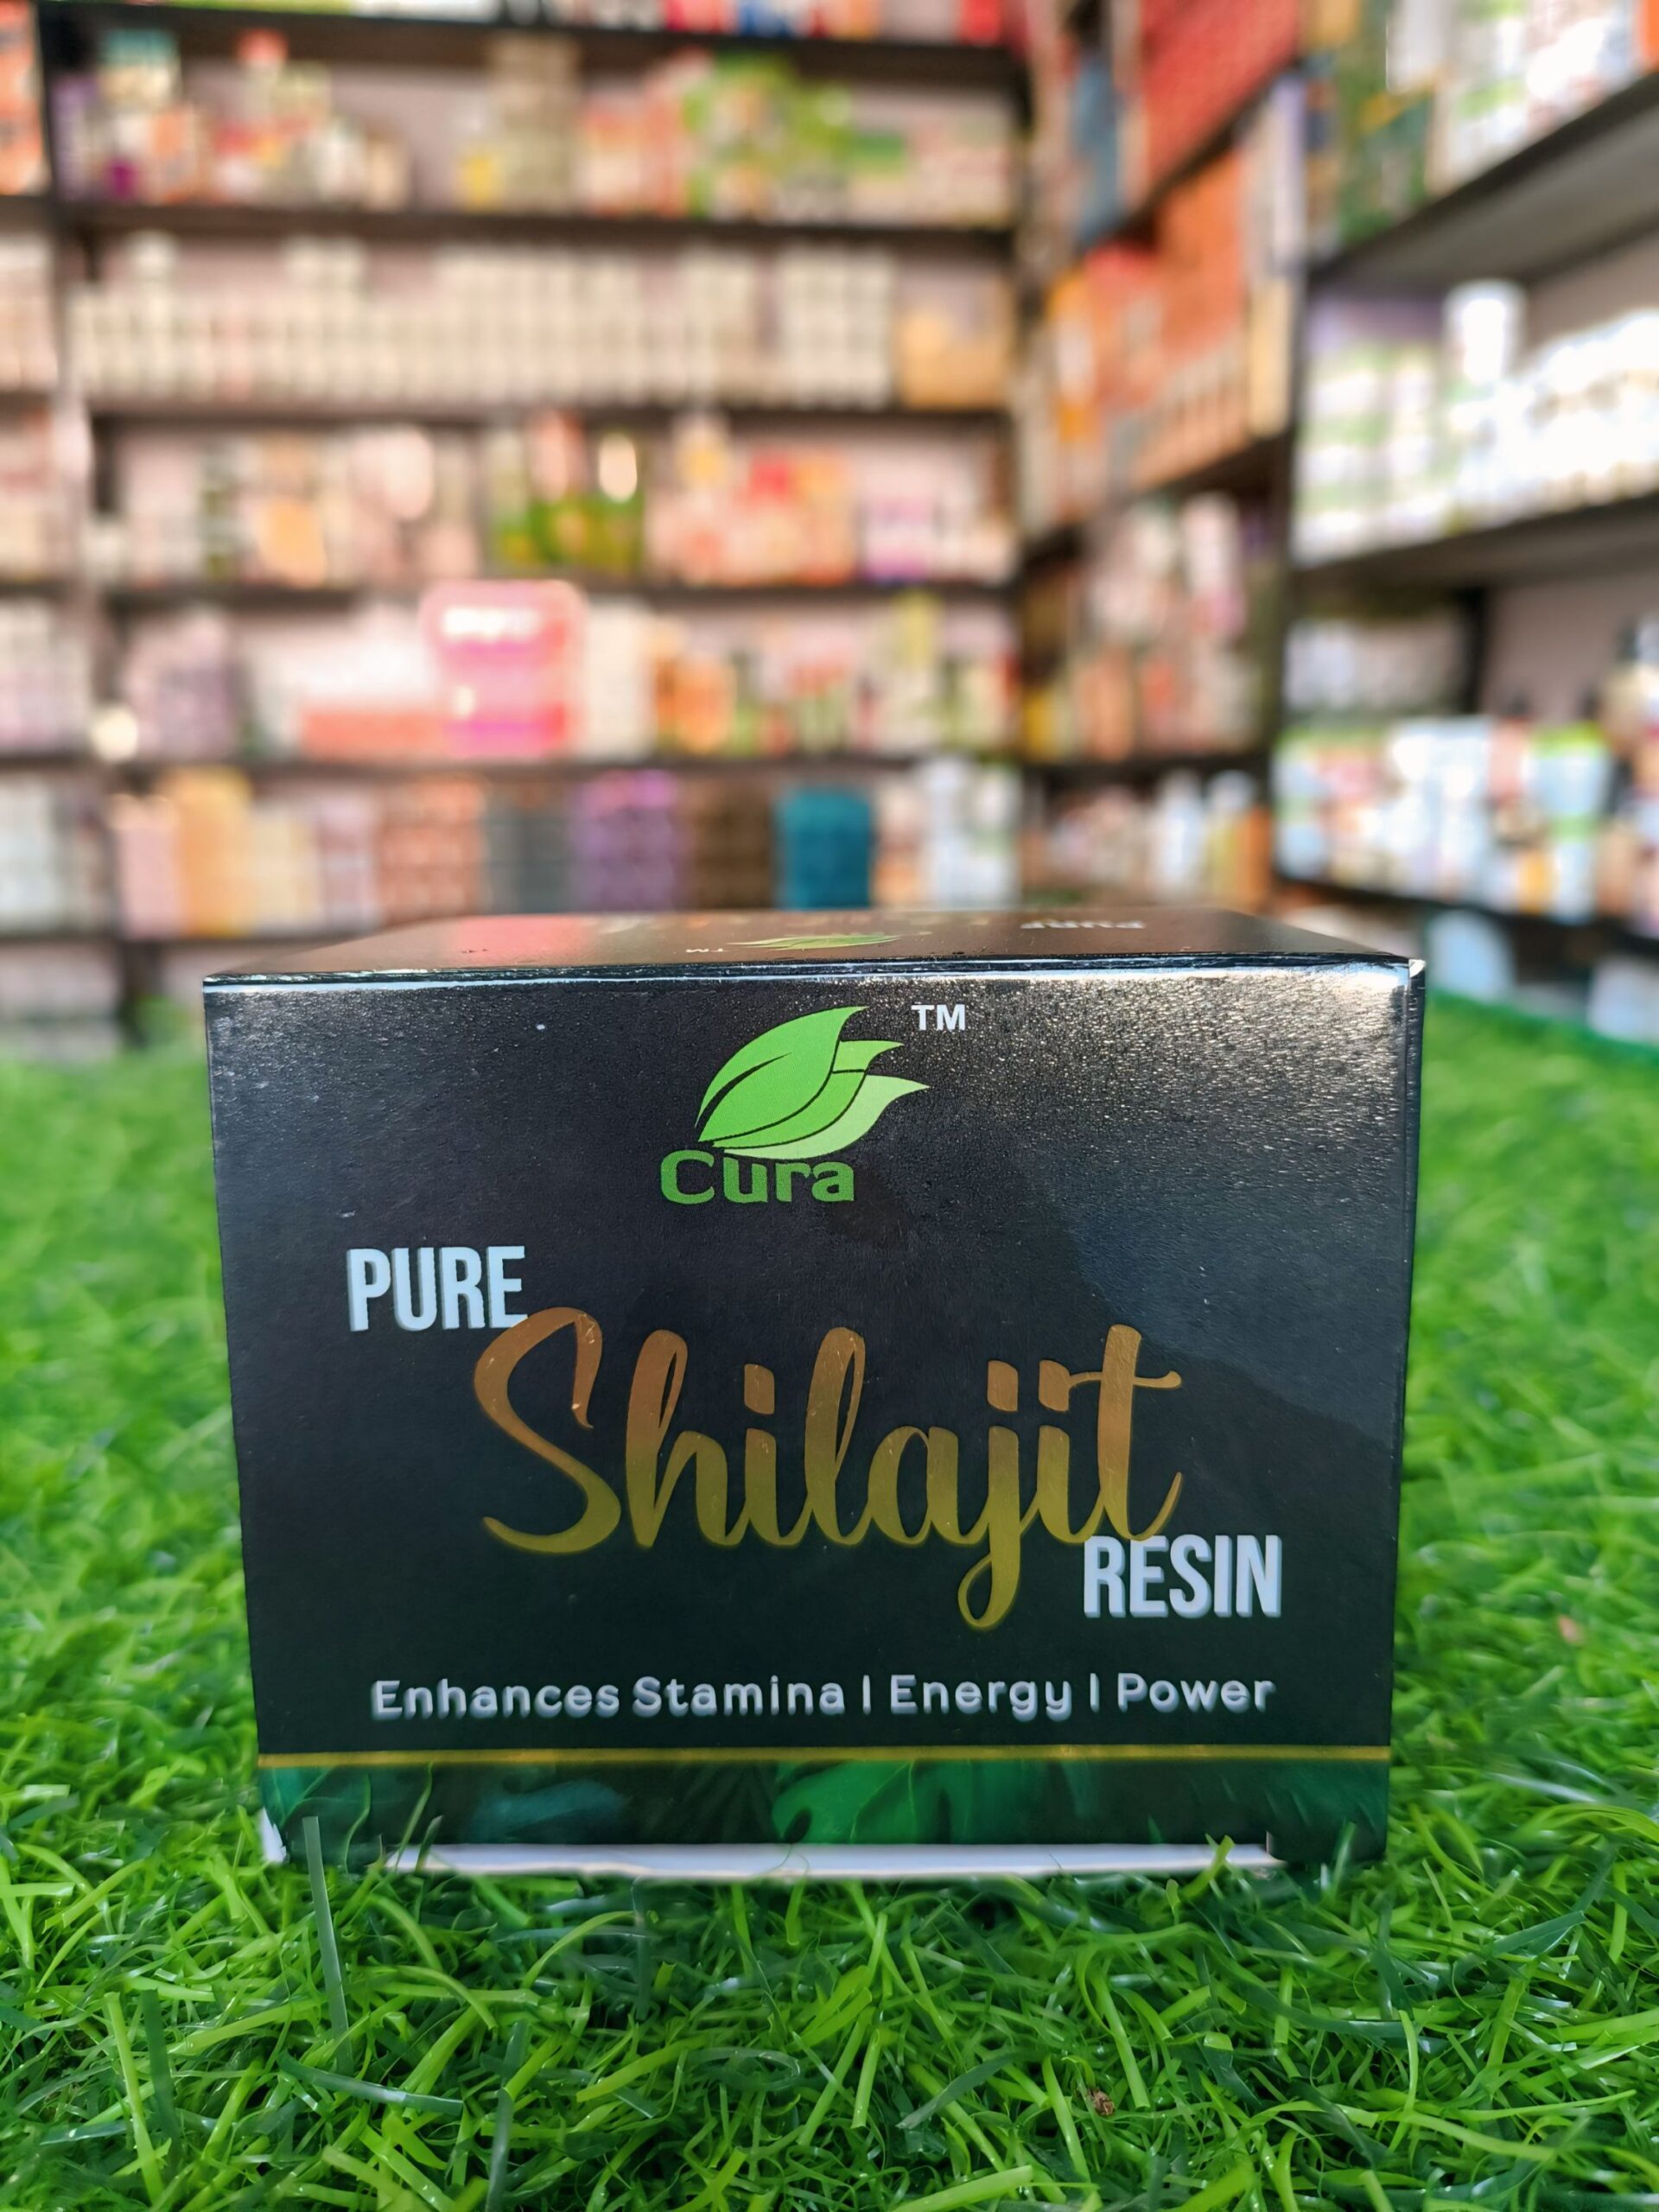 TM
Cura
PURE
Shilajit
RESIN
Enhances Stamina | Energy | Power